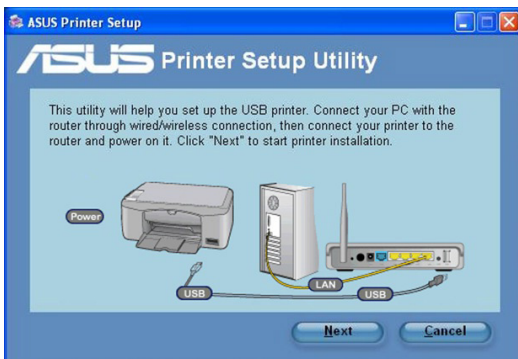 ASUS Printer Setup
ASUS Printer Setup Utility
This utility will help you set up the USB printer. Connect your PC with the
router through wired/wireless connection, then connect your printer to the
router and power on it. Click "Next" to start printer installation.
Power
LAN
USB
USB
Next
Cancel